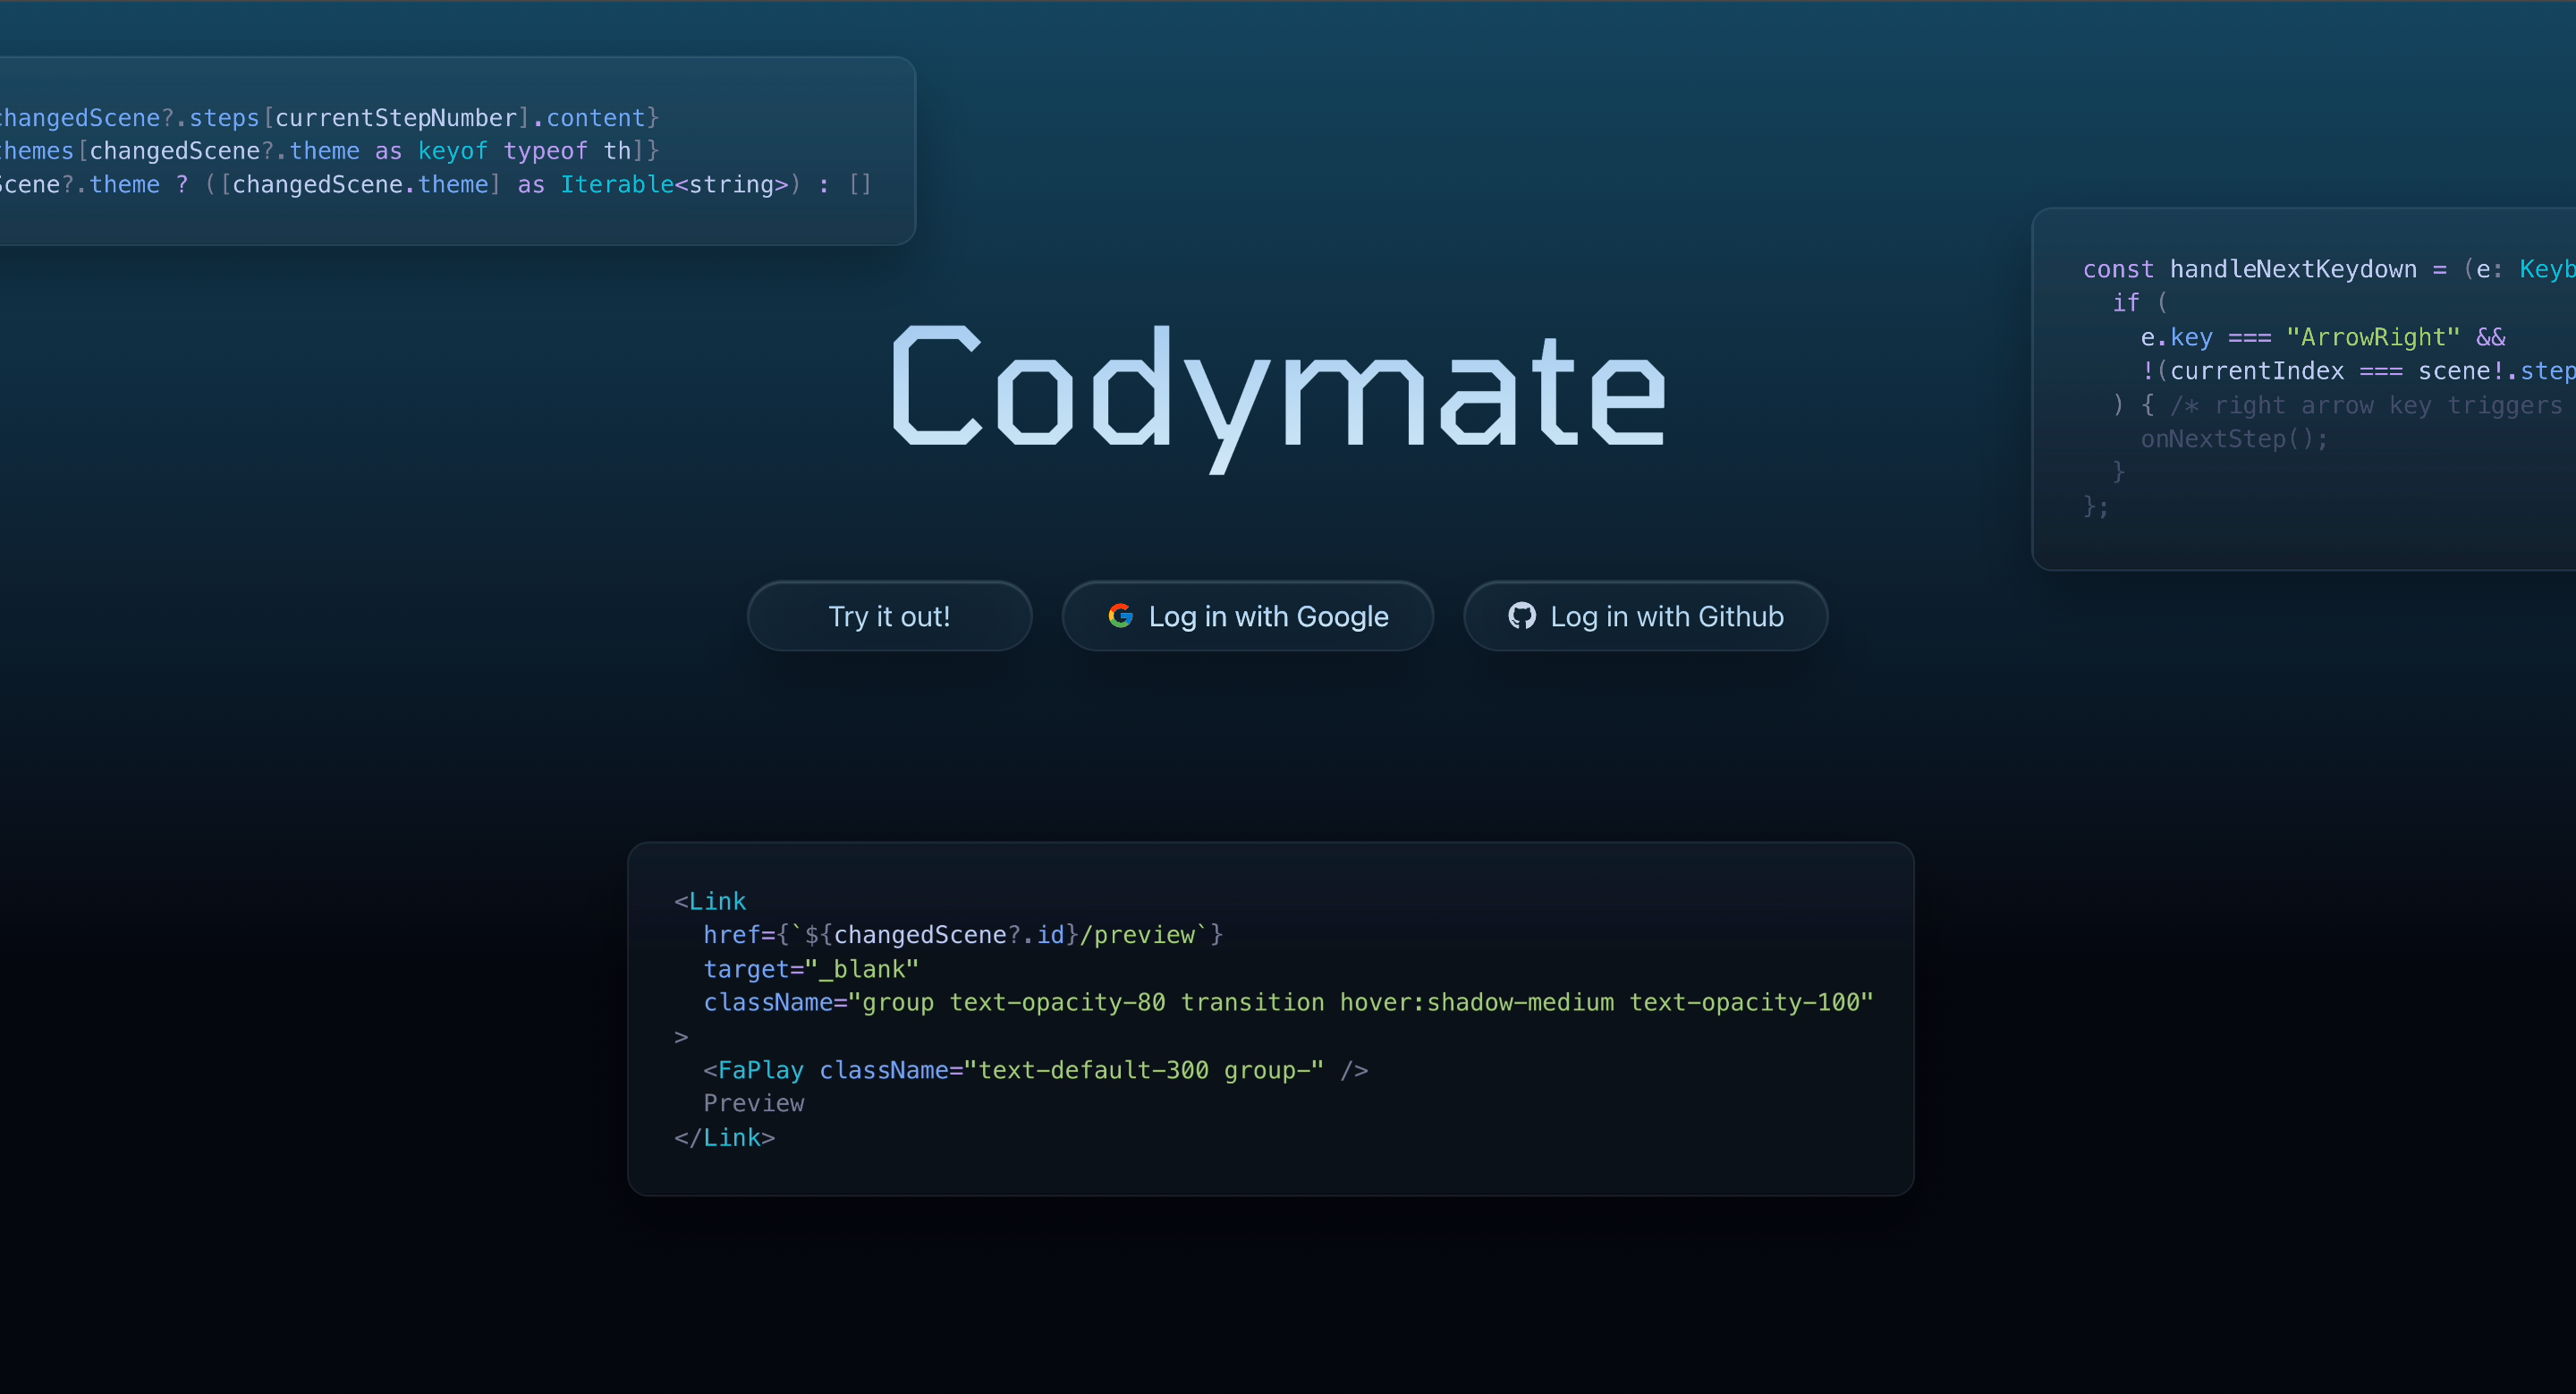 changedScene?.steps[currentStepNumber].content}
themes[changedScene?.theme as keyof typeof th]}
Scene?.theme ? ([changedScene.theme] as Iterable<string>) : []
const handleNextKeydown = (e: Keyb
if (
e.key === "ArrowRight" &&
!(currentIndex === scene!.step
) { /* right arrow key triggers
onNextStep();
}
};
Codymate
Try it out!
Log in with Google
Log in with Github
<Link
href={`${changedScene?.id}/preview`}
target="_blank"
className="group text-opacity-80 transition hover:shadow-medium text-opacity-100"
>
<FaPlay className="text-default-300 group-" />
Preview
</Link>